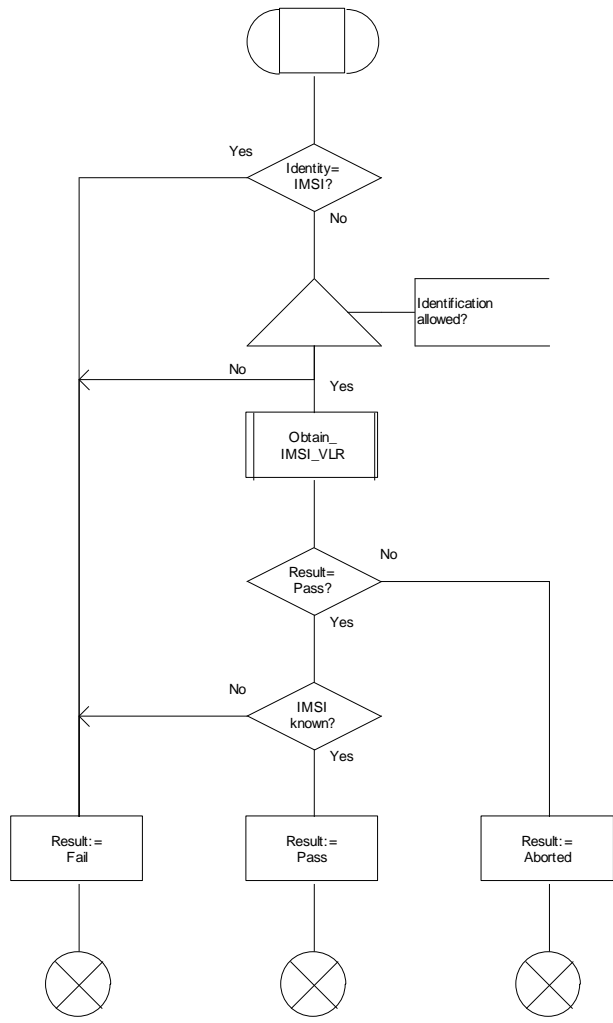 Yes
Identity=
IMSI?
No
Identification
allowed?
No
Yes
Obtain_
IMSI_VLR
No
Result=
Pass?
Yes
No
IMSI
known?
Yes
Result:=
Fail
Result:=
Pass
Result:=
Aborted